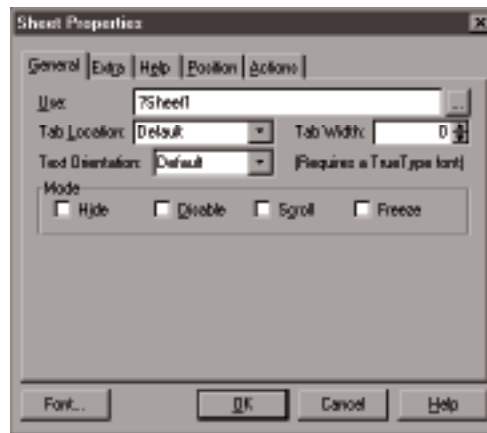 Sheet Properties
General Extra Help Position Actions
Use: ?Sheet1 ...
Tab Location: Default Tab Width: 0
Text Orientation: Default (Requires a TrueType font)
Mode
Hide Disable Scroll Freeze
Font... OK Cancel Help